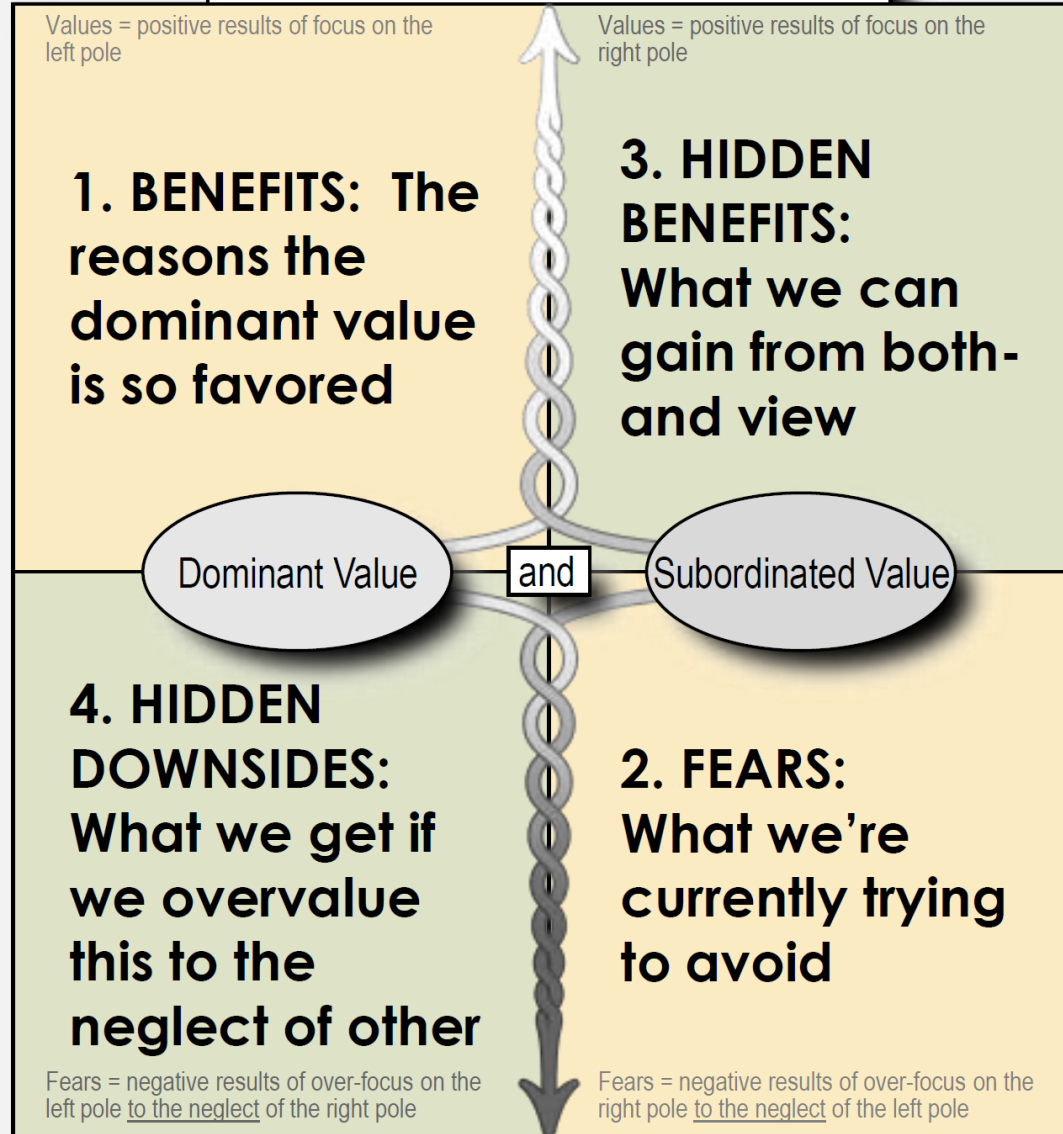 Values = positive results of focus on the
left pole
Values = positive results of focus on the
right pole
1. BENEFITS: The
reasons the
dominant value
is so favored
3. HIDDEN
BENEFITS:
What we can
gain from both-
and view
Dominant Value
and
Subordinated Value
4. HIDDEN
DOWNSIDES:
What we get if
we overvalue
this to the
neglect of other
2. FEARS:
What we’re
currently trying
to avoid
Fears = negative results of over-focus on the
left pole to the neglect of the right pole
Fears = negative results of over-focus on the
right pole to the neglect of the left pole